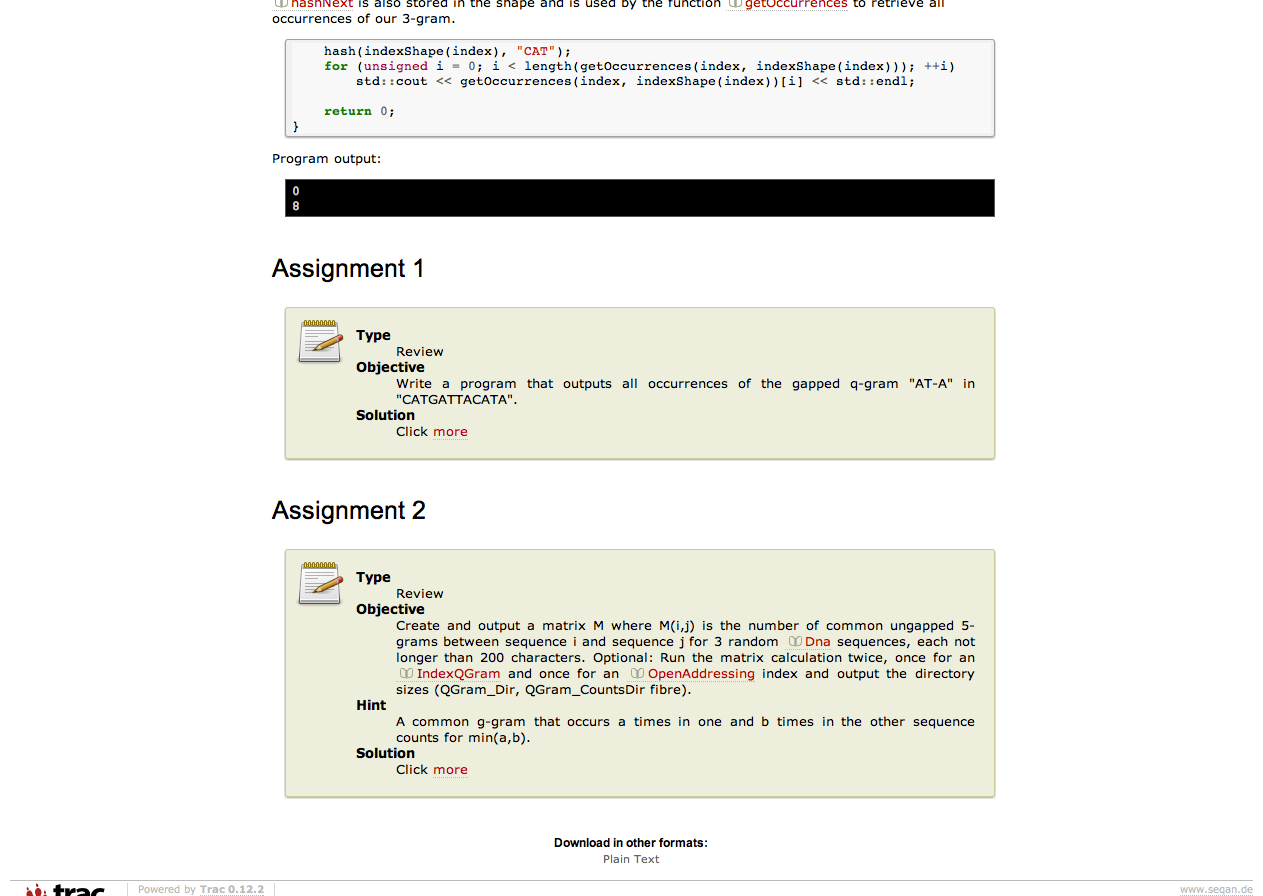 hashNext is also stored in the shape and is used by the function getOccurrences to retrieve all
occurrences of our 3-gram.
hash(indexShape(index), "CAT");
for (unsigned i = 0; i < length(getOccurrences(index, indexShape(index))); ++i)
std::cout << getOccurrences(index, indexShape(index))[i] << std::endl;
return 0;
}
Program output:
0
8
Assignment 1
Type
Review
Objective
Write a program that outputs all occurrences of the gapped q-gram "AT-A" in
"CATGATTACATA".
Solution
Click more
Assignment 2
Type
Review
Objective
Create and output a matrix M where M(i,j) is the number of common ungapped 5-
grams between sequence i and sequence j for 3 random Dna sequences, each not
longer than 200 characters. Optional: Run the matrix calculation twice, once for an
IndexQGram and once for an OpenAddressing index and output the directory
sizes (QGram_Dir, QGram_CountsDir fibre).
Hint
A common g-gram that occurs a times in one and b times in the other sequence
counts for min(a,b).
Solution
Click more
Download in other formats:
Plain Text
trac Powered by Trac 0.12.2 www.seqan.de